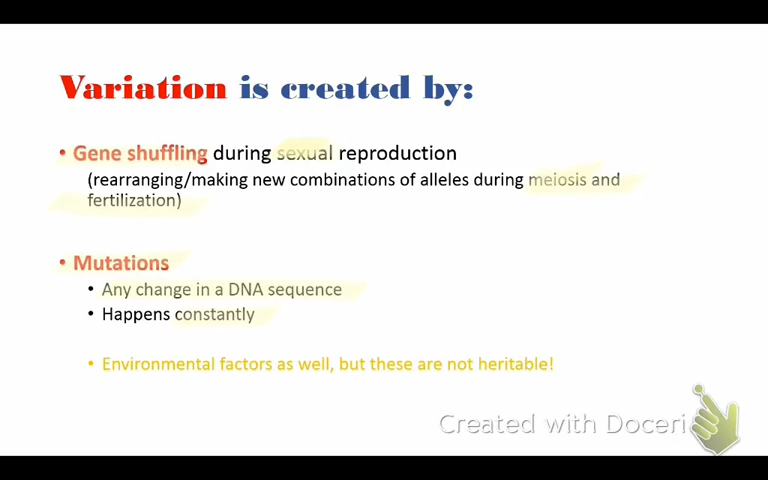 Variation is created by:
• Gene shuffling during sexual reproduction
(rearranging/making new combinations of alleles during meiosis and
fertilization)
• Mutations
• Any change in a DNA sequence
• Happens constantly
• Environmental factors as well, but these are not heritable!
Created with Doceri